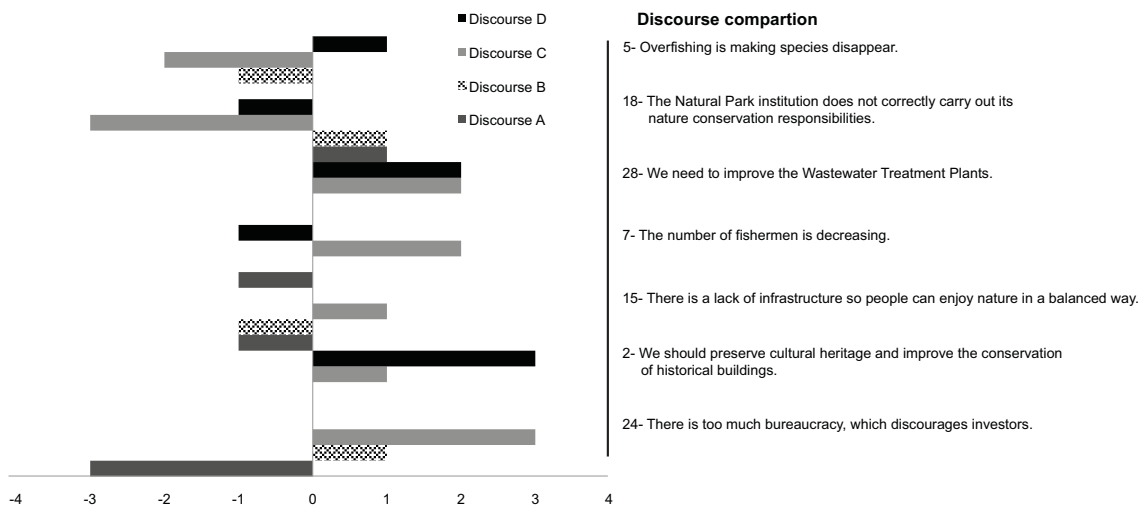 Discourse D
Discourse C
Discourse B
Discourse A
Discourse compartion
5- Overfishing is making species disappear.
18- The Natural Park institution does not correctly carry out its
nature conservation responsibilities.
28- We need to improve the Wastewater Treatment Plants.
7- The number of fishermen is decreasing.
15- There is a lack of infrastructure so people can enjoy nature in a balanced way.
2- We should preserve cultural heritage and improve the conservation
of historical buildings.
24- There is too much bureaucracy, which discourages investors.
-4 -3 -2 -1 0 1 2 3 4